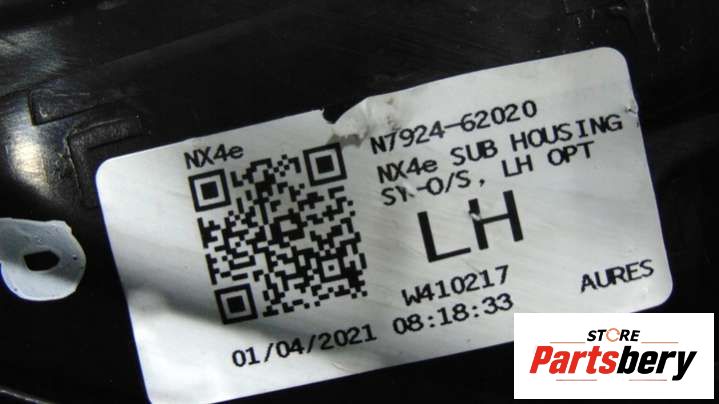 NX4e
N7924-62020
NX4e SUB HOUSING
LH OPT
LH
W410217
01/04/2021 08:18:33
AURES
STORE
Partsbery